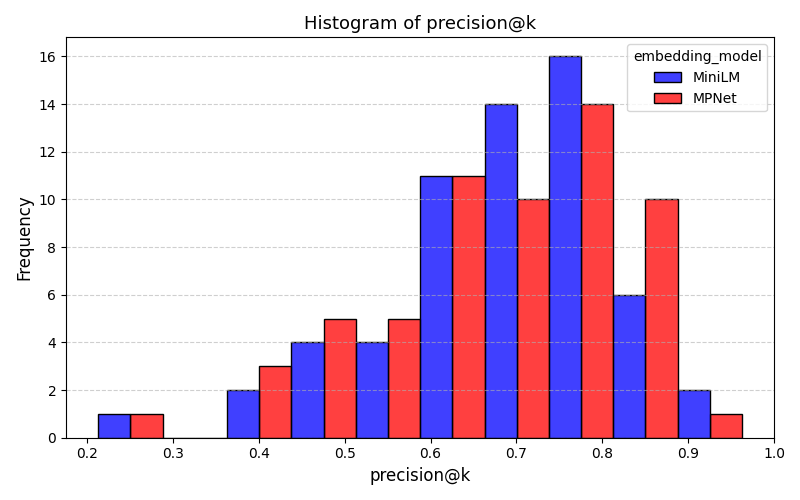 Histogram of precision@k
embedding_model
MiniLM
MPNet
Frequency
16
14
12
10
8
6
4
2
0
0.2 0.3 0.4 0.5 0.6 0.7 0.8 0.9 1.0
precision@k